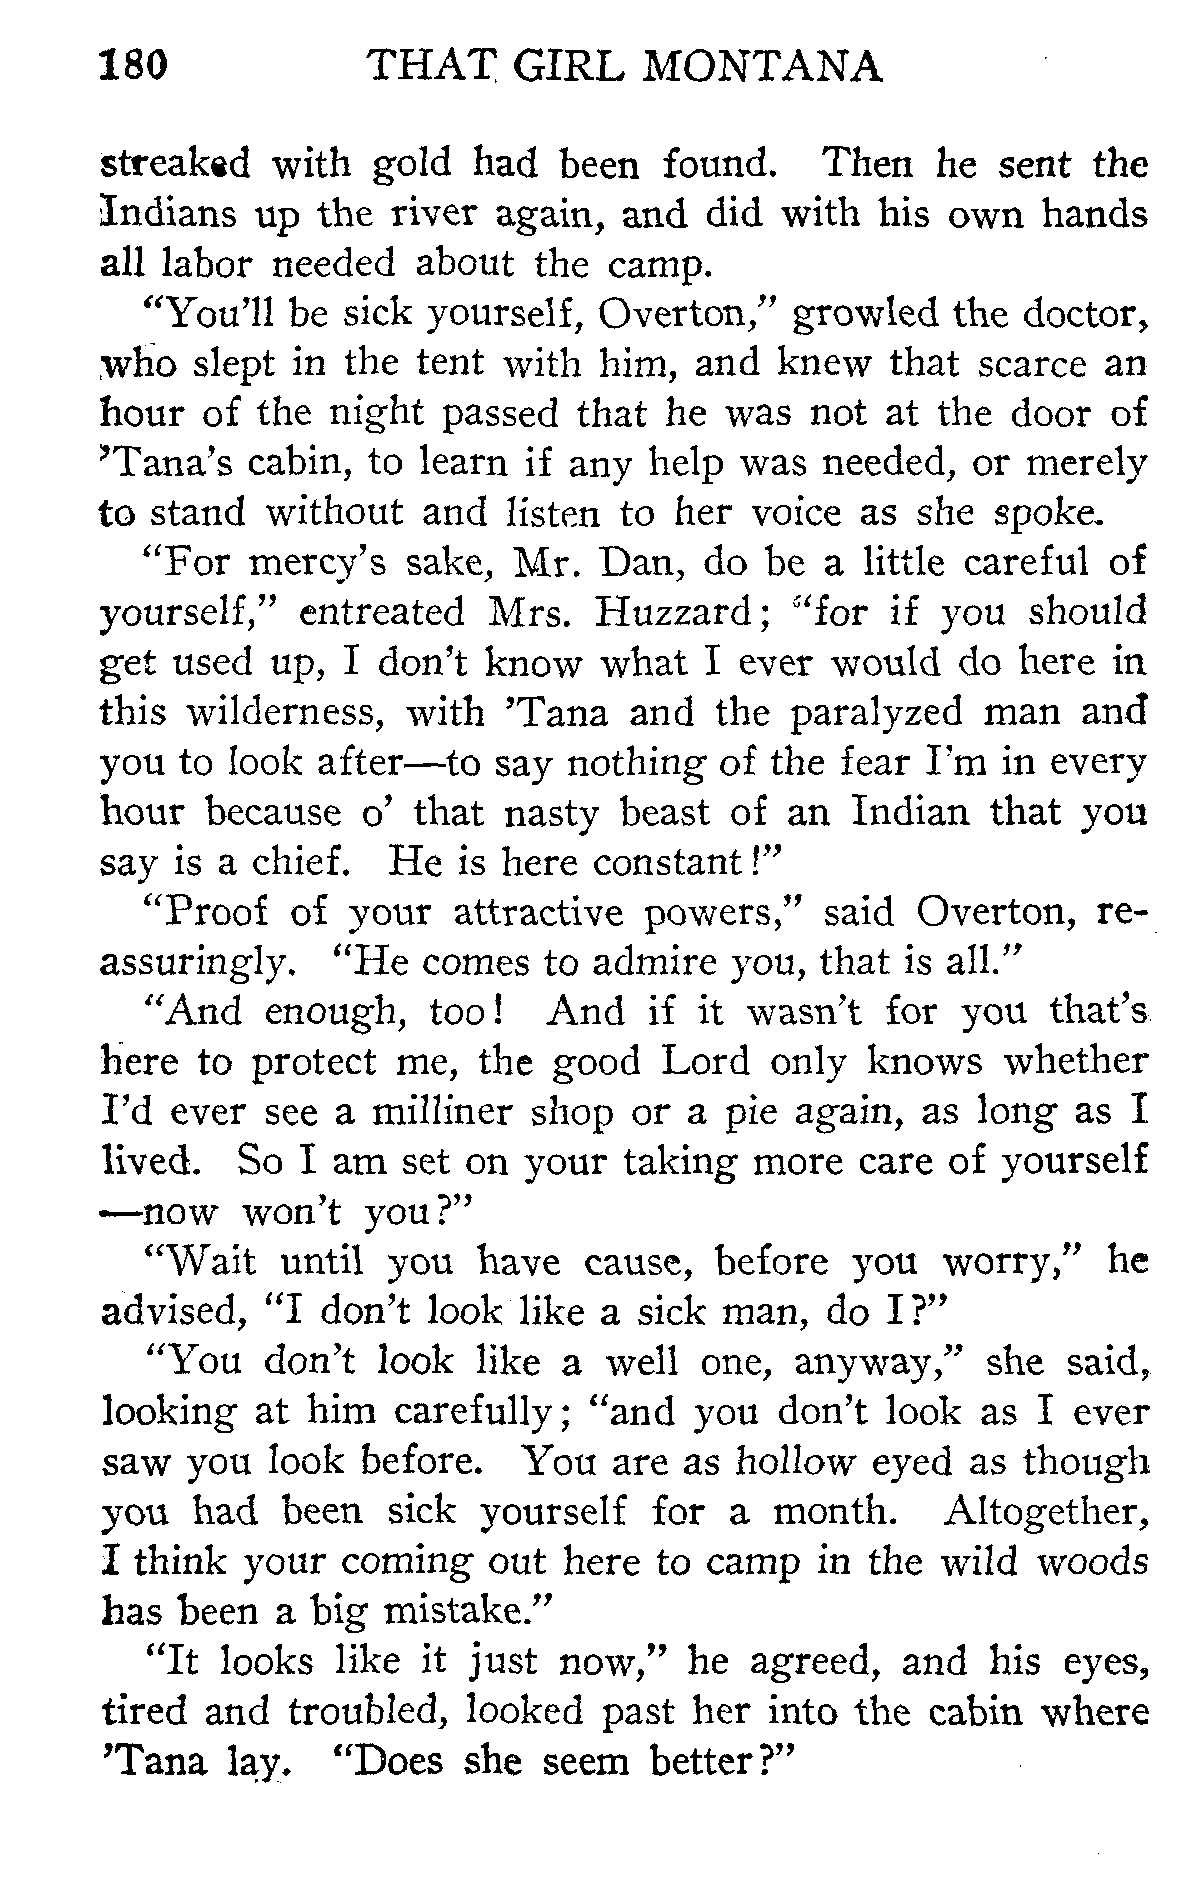 180 THAT GIRL MONTANA
streaked with gold had been found. Then he sent the
Indians up the river again, and did with his own hands
all labor needed about the camp.
“You’ll be sick yourself, Overton,” growled the doctor,
who slept in the tent with him, and knew that scarce an
hour of the night passed that he was not at the door of
’Tana’s cabin, to learn if any help was needed, or merely
to stand without and listen to her voice as she spoke.
“For mercy’s sake, Mr. Dan, do be a little careful of
yourself,” entreated Mrs. Huzzard; “for if you should
get used up, I don’t know what I ever would do here in
this wilderness, with ’Tana and the paralyzed man and
you to look after—to say nothing of the fear I’m in every
hour because o’ that nasty beast of an Indian that you
say is a chief. He is here constant!”
“Proof of your attractive powers,” said Overton, re-
assuringly. “He comes to admire you, that is all.”
“And enough, too! And if it wasn’t for you that’s
here to protect me, the good Lord only knows whether
I’d ever see a milliner shop or a pie again, as long as I
lived. So I am set on your taking more care of yourself
—now won’t you?”
“Wait until you have cause, before you worry,” he
advised, “I don’t look like a sick man, do I?”
“You don’t look like a well one, anyway,” she said,
looking at him carefully; “and you don’t look as I ever
saw you look before. You are as hollow eyed as though
you had been sick yourself for a month. Altogether,
I think your coming out here to camp in the wild woods
has been a big mistake.”
“It looks like it just now,” he agreed, and his eyes,
tired and troubled, looked past her into the cabin where
’Tana lay. “Does she seem better?”